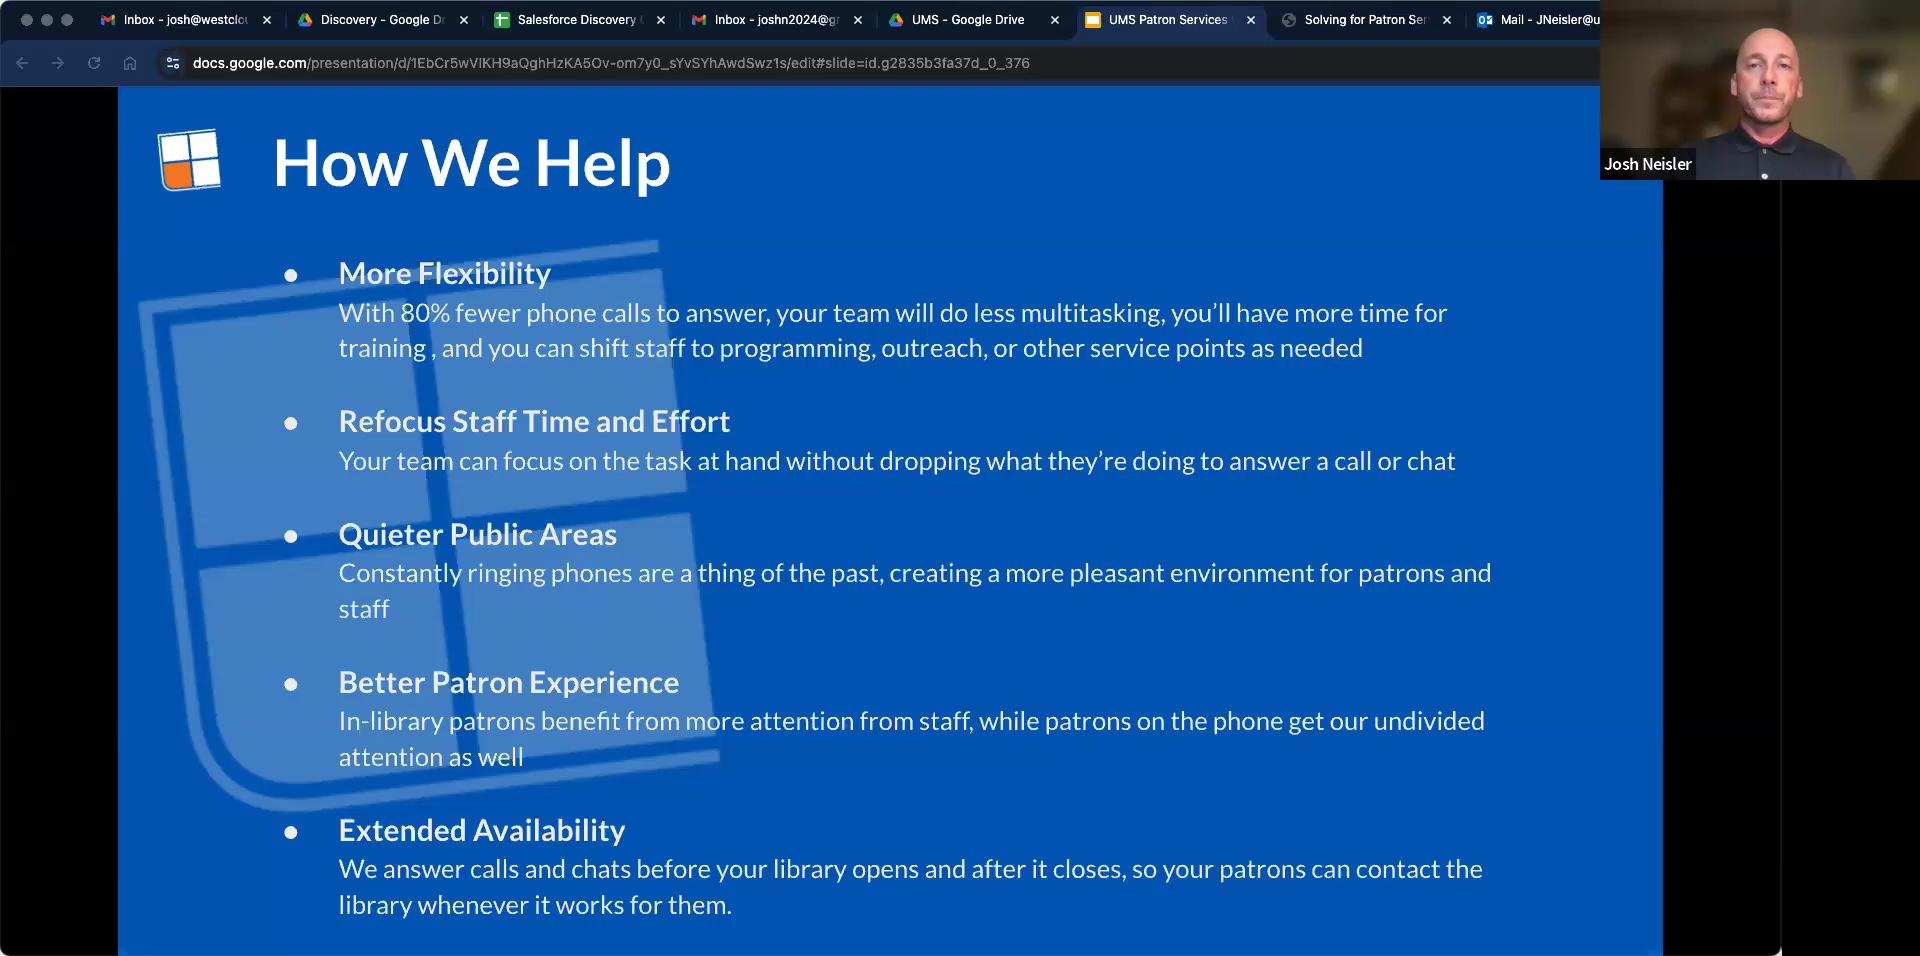 Inbox - josh@westclou
Discovery - Google Dr
Salesforce Discovery
Inbox - joshn2024@gr
UMS - Google Drive
UMS Patron Services
Solving for Patron Ser
Mail - JNeisler@u
docs.google.com/presentation/d/1EbCr5wVIKH9aQghHzKA5Ov-om7y0_sYvSYhAwdSwz1s/edit#slide=id.g2835b3fa37d_0_376
Josh Neisler
How We Help
● More Flexibility
With 80% fewer phone calls to answer, your team will do less multitasking, you’ll have more time for
training , and you can shift staff to programming, outreach, or other service points as needed
● Refocus Staff Time and Effort
Your team can focus on the task at hand without dropping what they’re doing to answer a call or chat
● Quieter Public Areas
Constantly ringing phones are a thing of the past, creating a more pleasant environment for patrons and
staff
● Better Patron Experience
In-library patrons benefit from more attention from staff, while patrons on the phone get our undivided
attention as well
● Extended Availability
We answer calls and chats before your library opens and after it closes, so your patrons can contact the
library whenever it works for them.